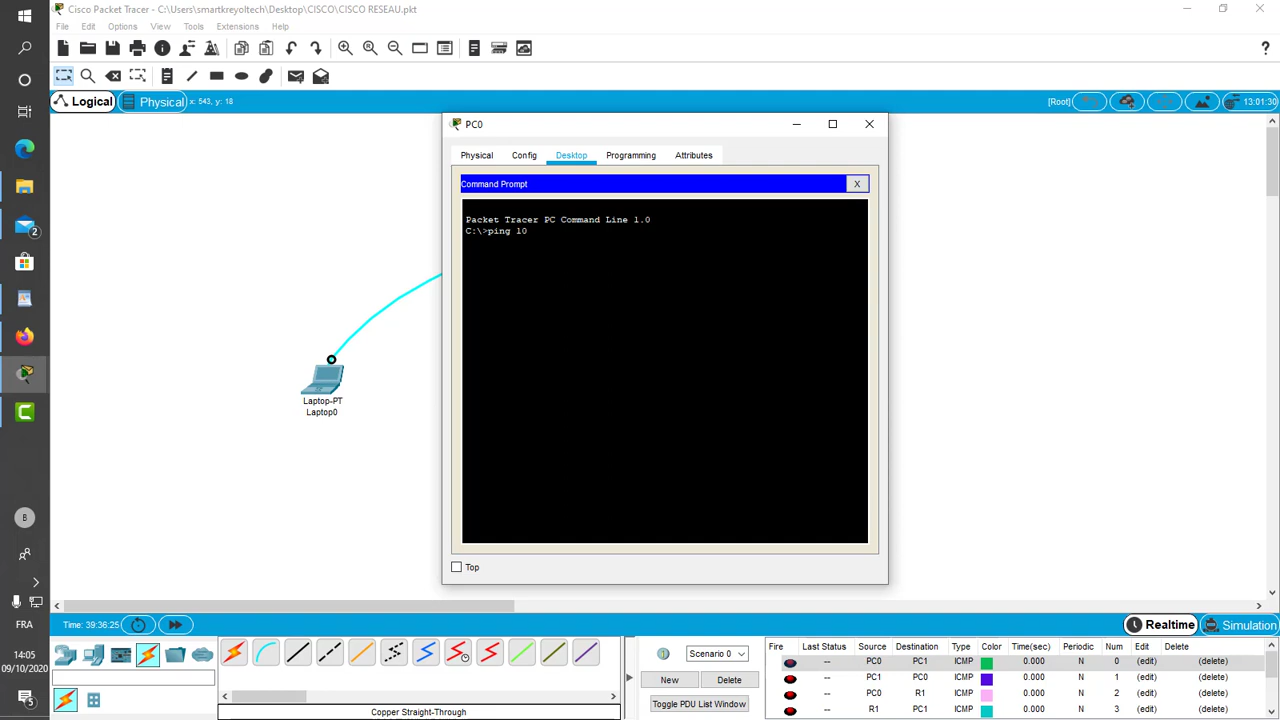 Cisco Packet Tracer - C:\Users\smartkreyoltech\Desktop\CISCO\CISCO RESEAU.pkt
File Edit Options View Tools Extensions Help
?
Logical Physical x: 543, y: 18 [Root] 13:01:30
PC0
Physical Config Desktop Programming Attributes
Command Prompt X
Packet Tracer PC Command Line 1.0
C:\>ping 10
Laptop-PT
Laptop0
Top
2
B
FRA
14:05
09/10/2020
5
Time: 39:36:25 Realtime Simulation
Scenario 0
New Delete
Toggle PDU List Window
Copper Straight-Through
Fire Last Status Source Destination Type Color Time(sec) Periodic Num Edit Delete
-- PC0 PC1 ICMP 0.000 N 0 (edit) (delete)
-- PC1 PC0 ICMP 0.000 N 1 (edit) (delete)
-- PC0 R1 ICMP 0.000 N 2 (edit) (delete)
-- R1 PC1 ICMP 0.000 N 3 (edit) (delete)